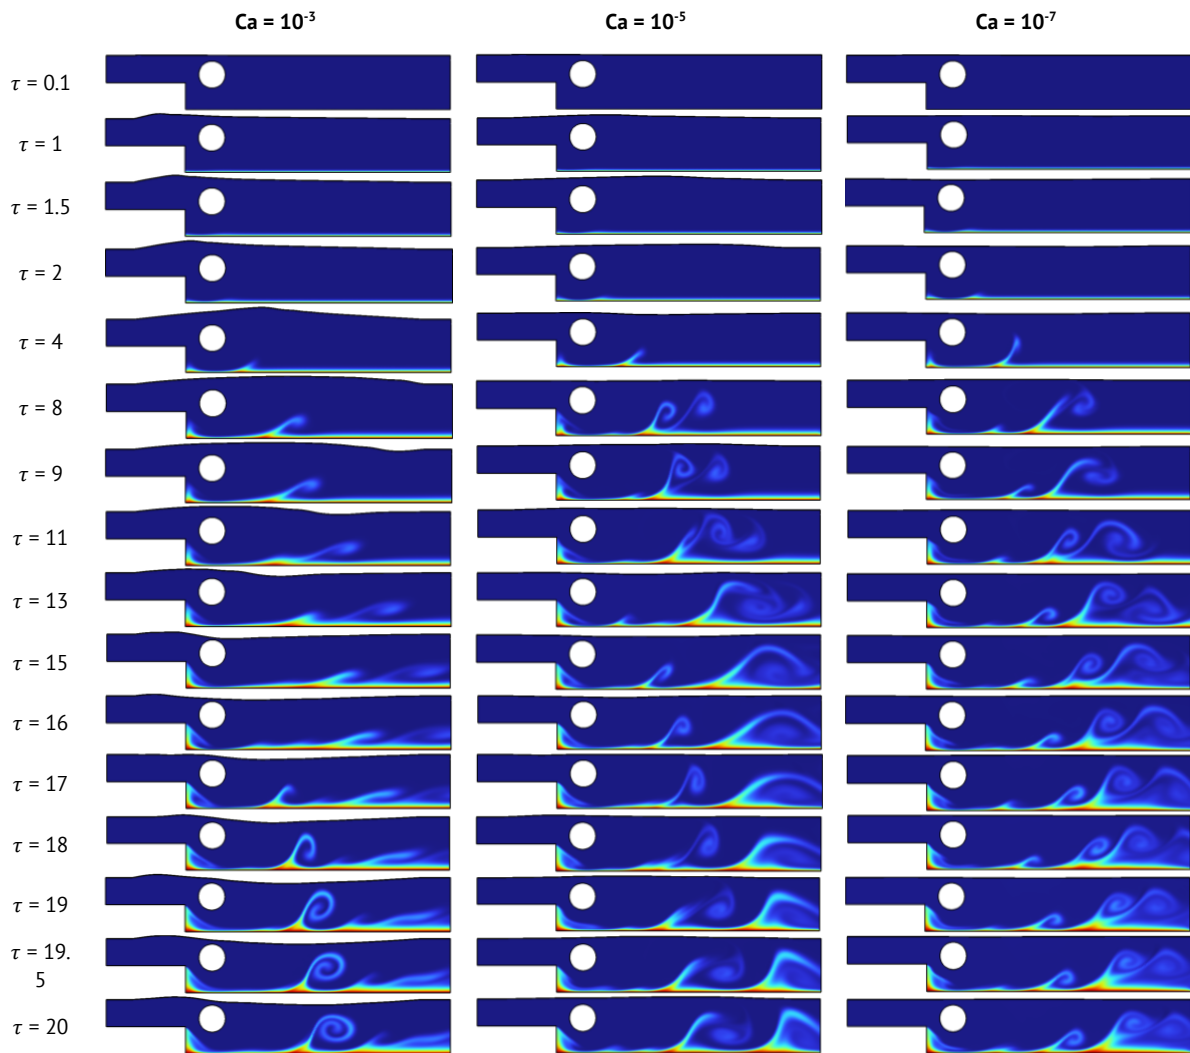 Ca = 10⁻³ Ca = 10⁻⁵ Ca = 10⁻⁷
τ = 0.1
τ = 1
τ = 1.5
τ = 2
τ = 4
τ = 8
τ = 9
τ = 11
τ = 13
τ = 15
τ = 16
τ = 17
τ = 18
τ = 19
τ = 19.
5
τ = 20